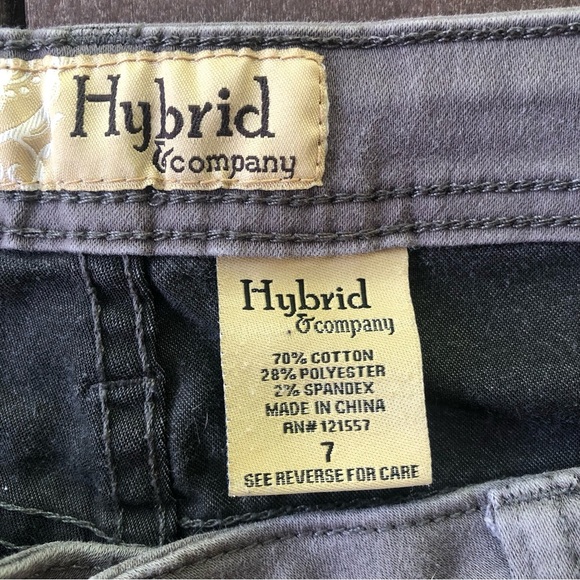 Hybrid
& company
Hybrid
& company
70% COTTON
28% POLYESTER
2% SPANDEX
MADE IN CHINA
RN# 121557
7
SEE REVERSE FOR CARE